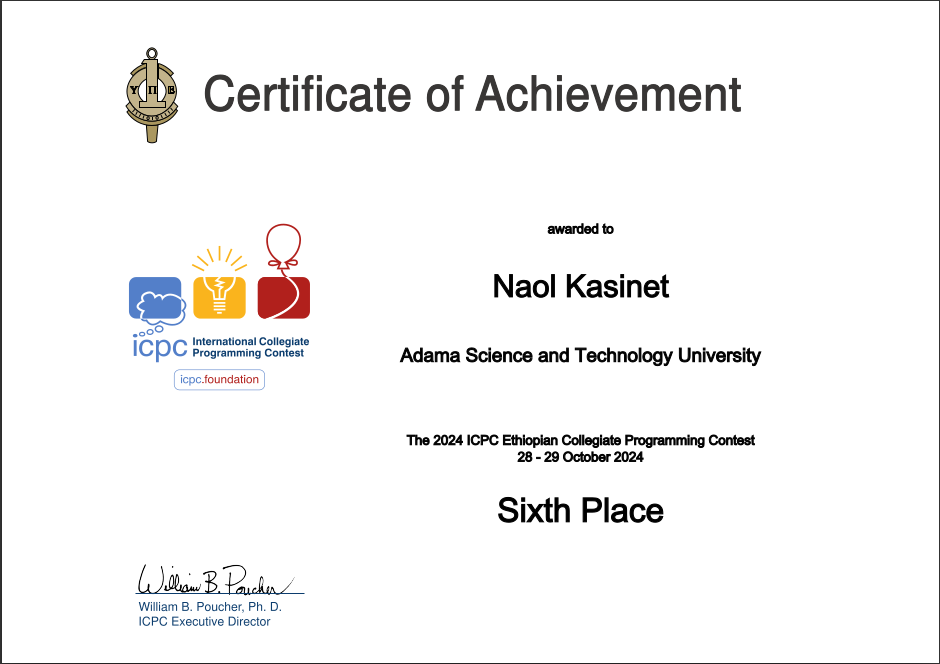 Υ Π Ε
Certificate of Achievement
awarded to
Naol Kasinet
Adama Science and Technology University
icpc International Collegiate
Programming Contest
icpc.foundation
The 2024 ICPC Ethiopian Collegiate Programming Contest
28 - 29 October 2024
Sixth Place
William B. Poucher
William B. Poucher, Ph. D.
ICPC Executive Director